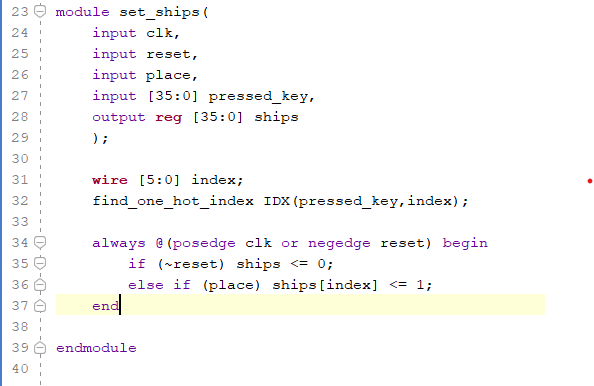 23 module set_ships(
24 input clk,
25 input reset,
26 input place,
27 input [35:0] pressed_key,
28 output reg [35:0] ships
29 );
30
31 wire [5:0] index;
32 find_one_hot_index IDX(pressed_key,index);
33
34 always @(posedge clk or negedge reset) begin
35 if (~reset) ships <= 0;
36 else if (place) ships[index] <= 1;
37 end
38
39 endmodule
40